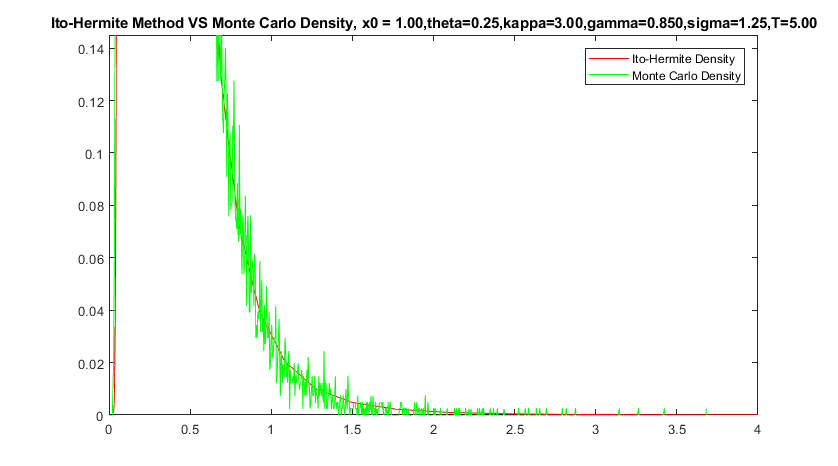 Ito-Hermite Method VS Monte Carlo Density, x0 = 1.00,theta=0.25,kappa=3.00,gamma=0.850,sigma=1.25,T=5.00
Ito-Hermite Density
Monte Carlo Density
0.14
0.12
0.1
0.08
0.06
0.04
0.02
0
0 0.5 1 1.5 2 2.5 3 3.5 4